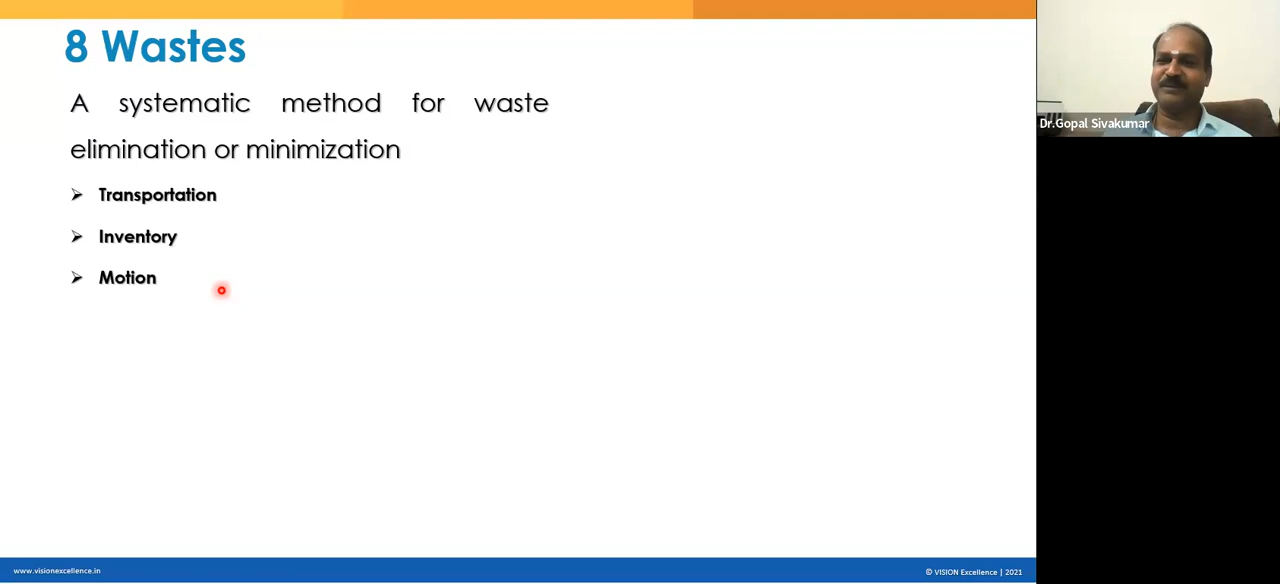 8 Wastes
A systematic method for waste
elimination or minimization
Transportation
Inventory
Motion
Dr.Gopal Sivakumar
www.visionexcellence.in
© VISION Excellence | 2021